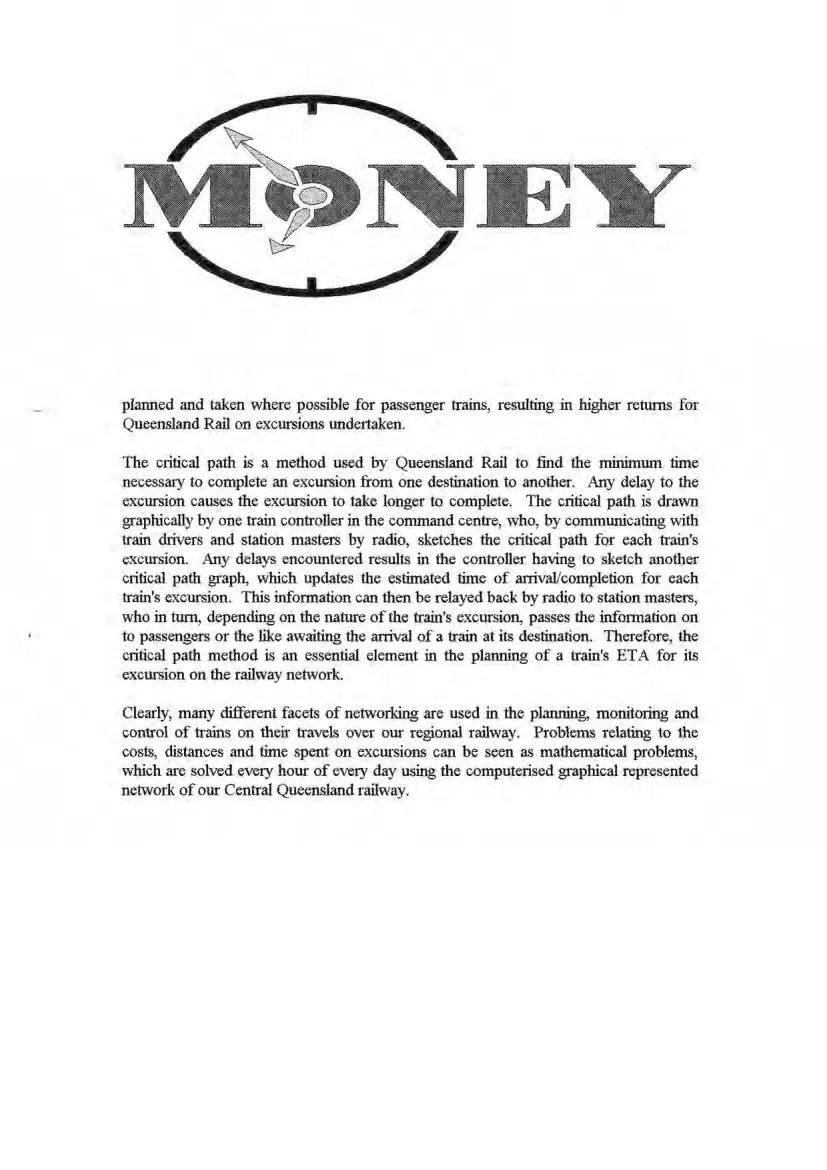 MONEY
planned and taken where possible for passenger trains, resulting in higher returns for
Queensland Rail on excursions undertaken.
The critical path is a method used by Queensland Rail to find the minimum time
necessary to complete an excursion from one destination to another. Any delay to the
excursion causes the excursion to take longer to complete. The critical path is drawn
graphically by one train controller in the command centre, who, by communicating with
train drivers and station masters by radio, sketches the critical path for each train's
excursion. Any delays encountered results in the controller having to sketch another
critical path graph, which updates the estimated time of arrival/completion for each
train's excursion. This information can then be relayed back by radio to station masters,
who in turn, depending on the nature of the train's excursion, passes the information on
to passengers or the like awaiting the arrival of a train at its destination. Therefore, the
critical path method is an essential element in the planning of a train's ETA for its
excursion on the railway network.
Clearly, many different facets of networking are used in the planning, monitoring and
control of trains on their travels over our regional railway. Problems relating to the
costs, distances and time spent on excursions can be seen as mathematical problems,
which are solved every hour of every day using the computerised graphical represented
network of our Central Queensland railway.